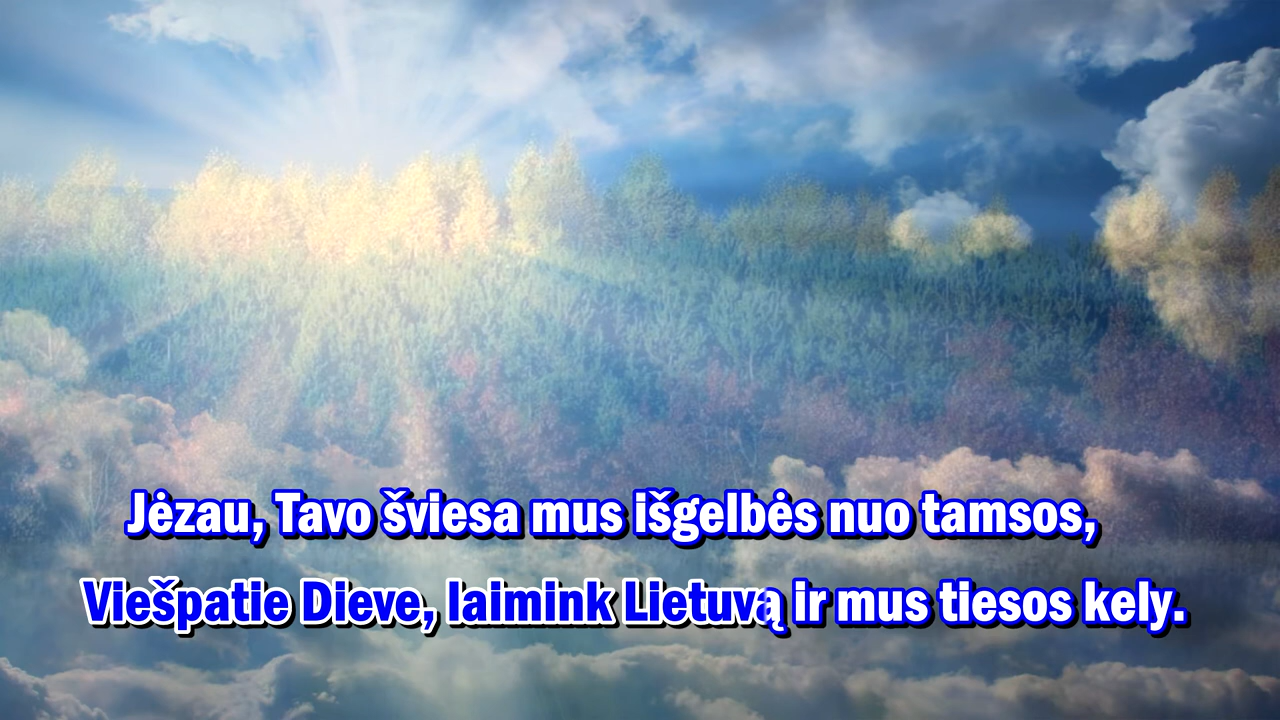 Jėzau, Tavo šviesa mus išgelbės nuo tamsos,
Viešpatie Dieve, laimink Lietuvą ir mus tiesos kely.